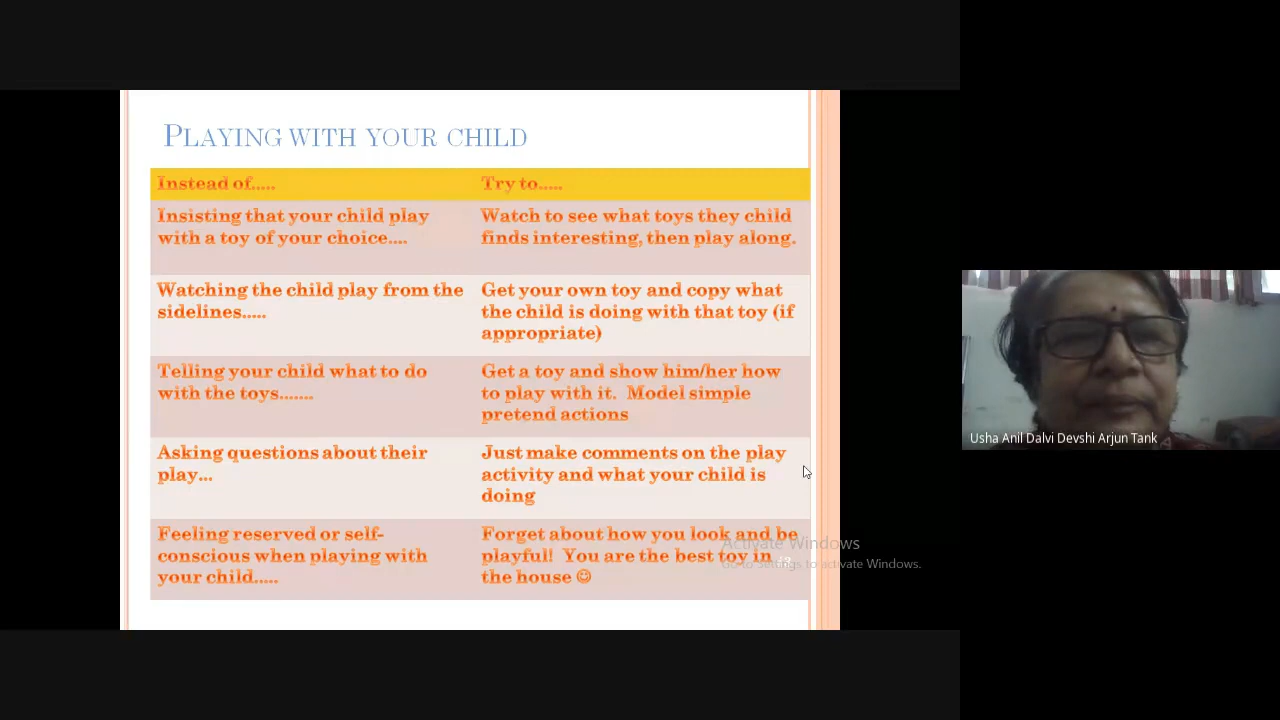 PLAYING WITH YOUR CHILD
Instead of.....
Try to.....
Insisting that your child play
with a toy of your choice....
Watch to see what toys they child
finds interesting, then play along.
Watching the child play from the
sidelines.....
Get your own toy and copy what
the child is doing with that toy (if
appropriate)
Telling your child what to do
with the toys.......
Get a toy and show him/her how
to play with it.  Model simple
pretend actions
Asking questions about their
play...
Just make comments on the play
activity and what your child is
doing
Feeling reserved or self-
conscious when playing with
your child.....
Forget about how you look and be
playful!  You are the best toy in
the house ☺
Activate Windows
Go to Settings to activate Windows.
Usha Anil Dalvi Devshi Arjun Tank